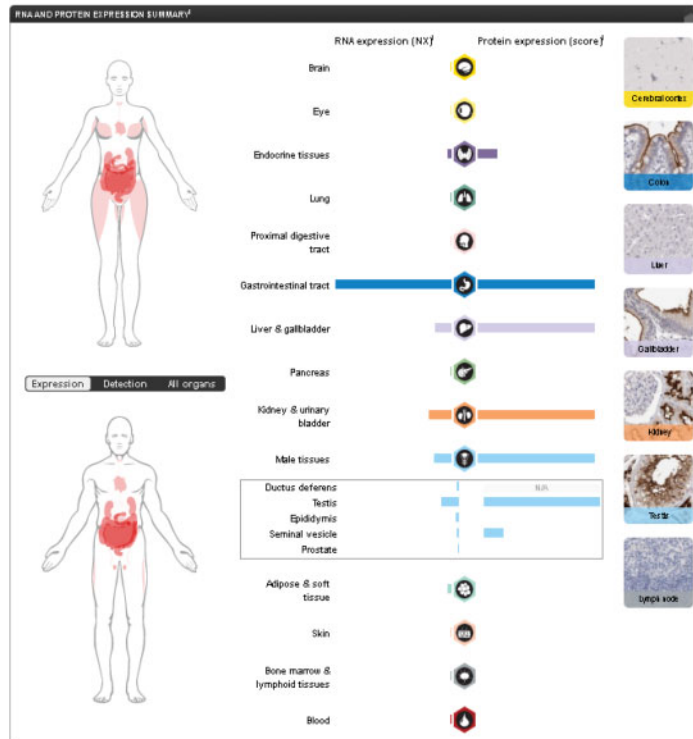 RNA AND PROTEIN EXPRESSION SUMMARY
RNA expression (NX)
Protein expression (score)
Brain
Eye
Endocrine tissues
Lung
Proximal digestive
tract
Gastrointestinal tract
Liver & gallbladder
Pancreas
Kidney & urinary
bladder
Male tissues
Ductus deferens
N/A
Testis
Epididymis
Seminal vesicle
Prostate
Adipose & soft
tissue
Skin
Bone marrow &
lymphoid tissues
Blood
Expression
Detection
All organs
Cerebral cortex
Colon
Liver
Gallbladder
Kidney
Testis
Lymph node